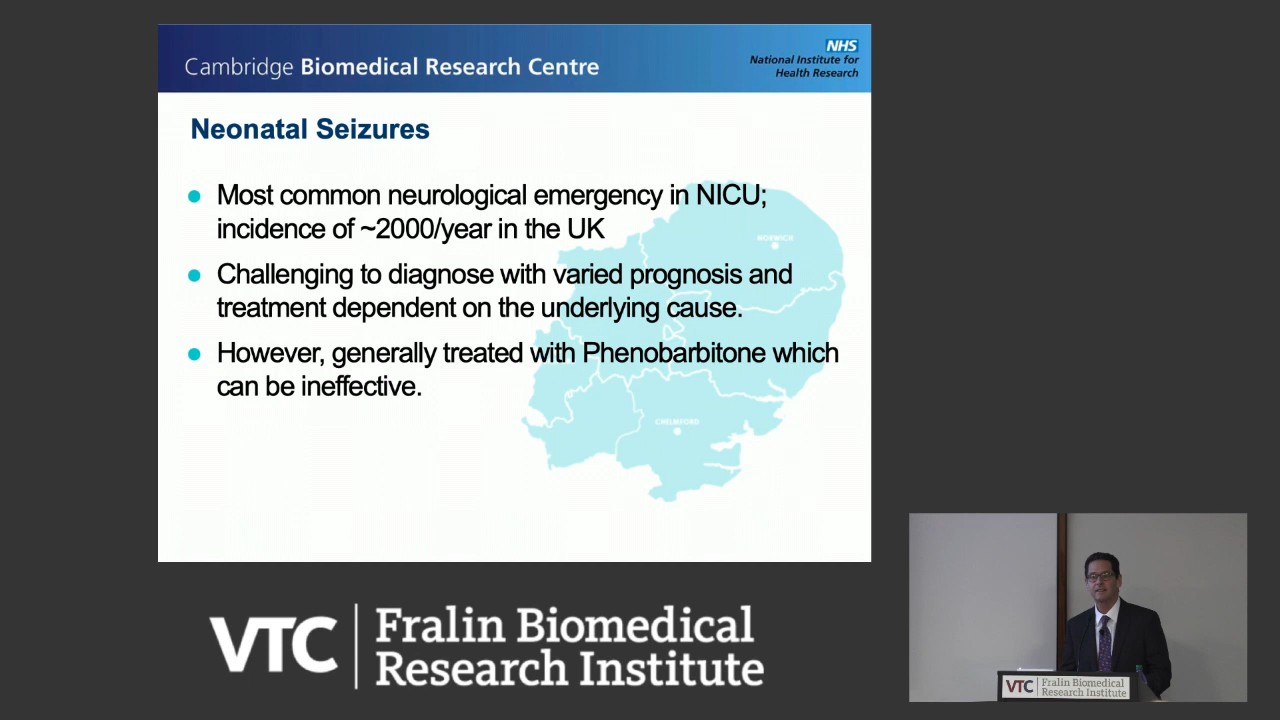 Cambridge Biomedical Research Centre
NHS
National Institute for
Health Research
Neonatal Seizures
Most common neurological emergency in NICU;
incidence of ~2000/year in the UK
Challenging to diagnose with varied prognosis and
treatment dependent on the underlying cause.
However, generally treated with Phenobarbitone which
can be ineffective.
NORWICH
CHELMFORD
VTC
Fralin Biomedical
Research Institute
VTC
Fralin Biomedical
Research Institute